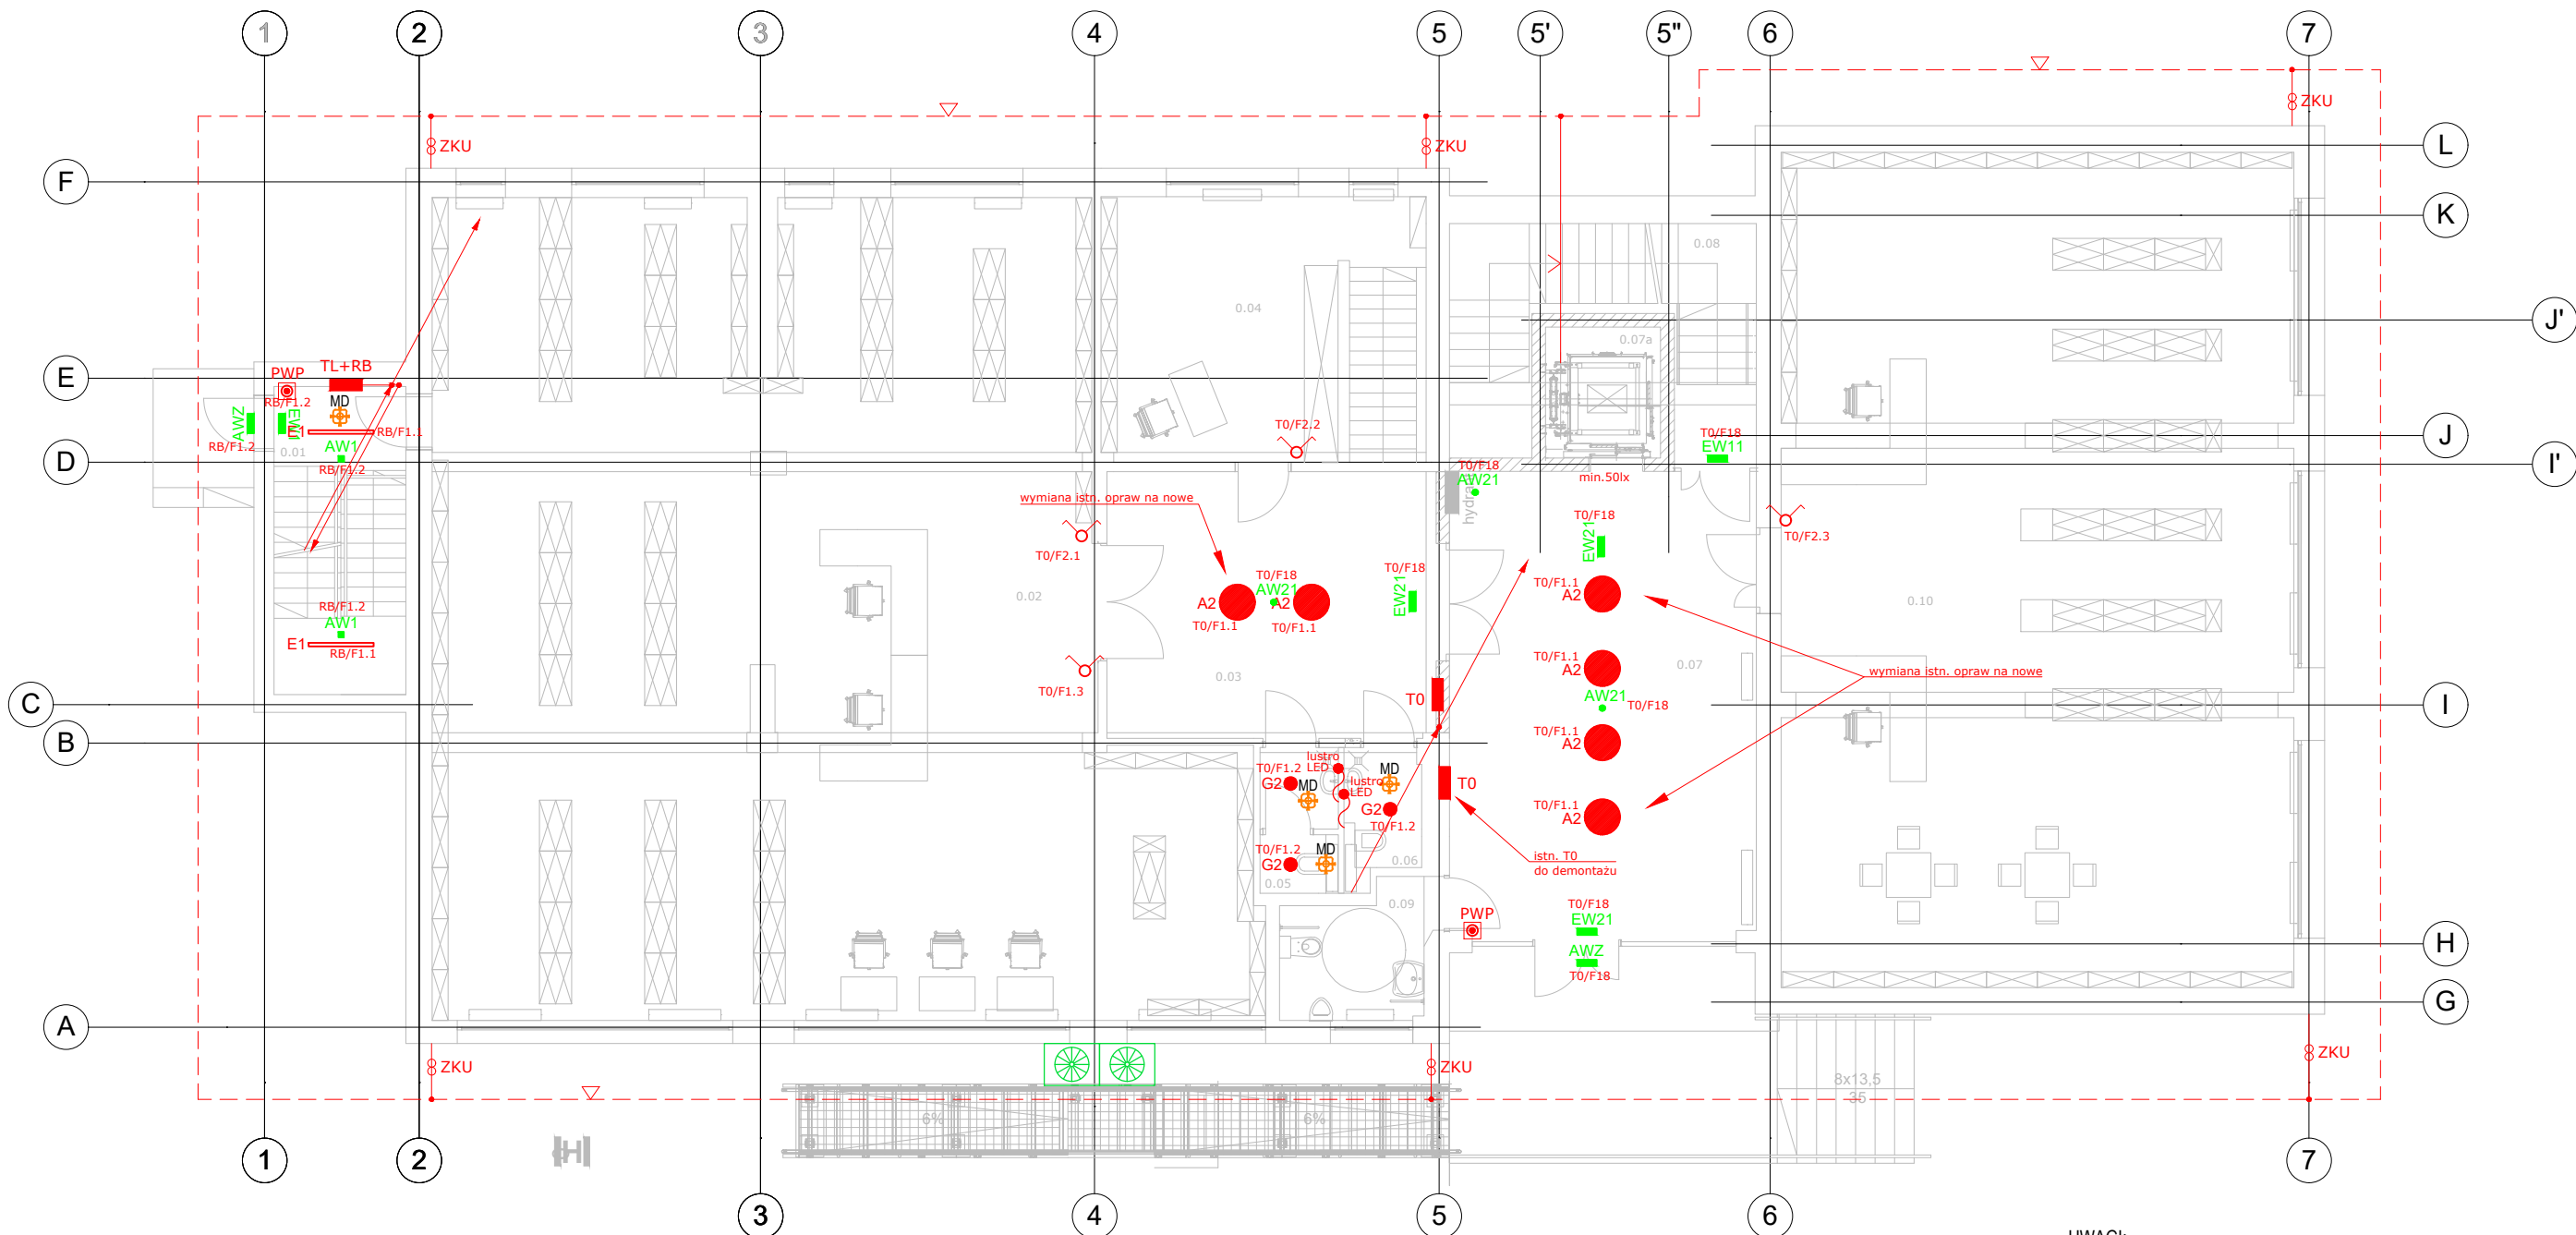 1
2
3
4
5
5'
5"
6
7
ZKU
ZKU
ZKU
L
F
K
0.08
0.04
J'
0.07a
E
TL+RB
PWP
RB/F1.2
MD
AWZ
EW1
E1
RB/F1.1
RB/F1.2
AW1
0.01
RB/F1.2
T0/F2.2
T0/F18
EW11
J
D
I'
T0/F18
AW21
min.50lx
wymiana istn. opraw na nowe
T0/F18
EW21
T0/F2.1
T0/F2.3
T0/F18
AW21
T0/F18
EW21
A2
A2
T0/F1.1
T0/F1.1
T0/F1.1
A2
0.02
0.10
RB/F1.2
AW1
E1
RB/F1.1
T0/F1.1
A2
0.07
wymiana istn. opraw na nowe
0.03
T0/F1.3
T0
AW21
T0/F18
C
I
B
T0/F1.1
A2
lustro
LED
T0/F1.2
G2
MD
lustro
LED
MD
T0
G2
T0/F1.2
T0/F1.1
A2
T0/F1.2
G2
MD
0.05
0.06
istn. T0
do demontażu
0.09
PWP
T0/F18
EW21
AWZ
T0/F18
H
G
A
ZKU
ZKU
ZKU
8x13,5
35
6%
6%
1
2
3
4
5
6
7